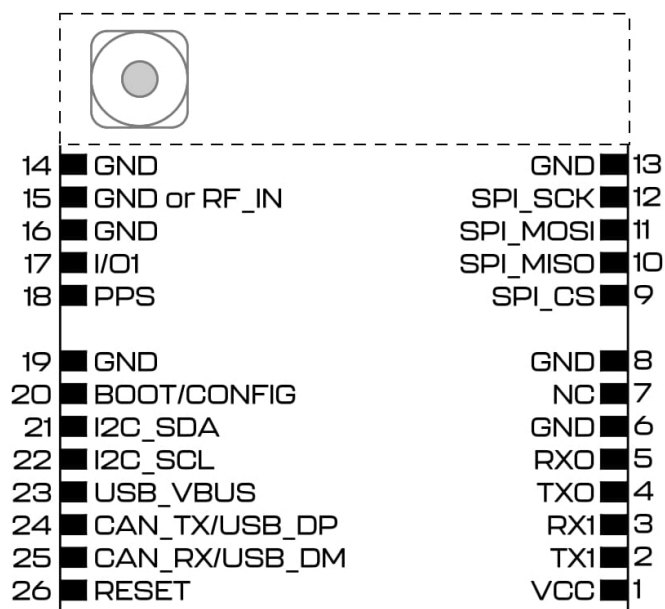 14 GND GND 13
15 GND or RF_IN SPI_SCK 12
16 GND SPI_MOSI 11
17 I/O1 SPI_MISO 10
18 PPS SPI_CS 9
19 GND GND 8
20 BOOT/CONFIG NC 7
21 I2C_SDA GND 6
22 I2C_SCL RX0 5
23 USB_VBUS TX0 4
24 CAN_TX/USB_DP RX1 3
25 CAN_RX/USB_DM TX1 2
26 RESET VCC 1